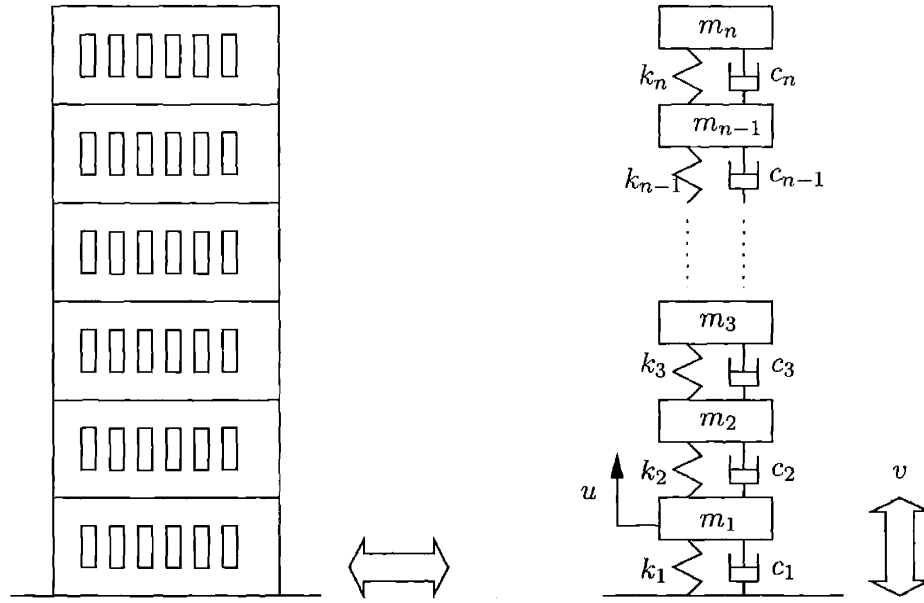 m_n
k_n
c_n
m_{n-1}
k_{n-1}
c_{n-1}
m_3
k_3
c_3
m_2
k_2
c_2
u
v
m_1
k_1
c_1